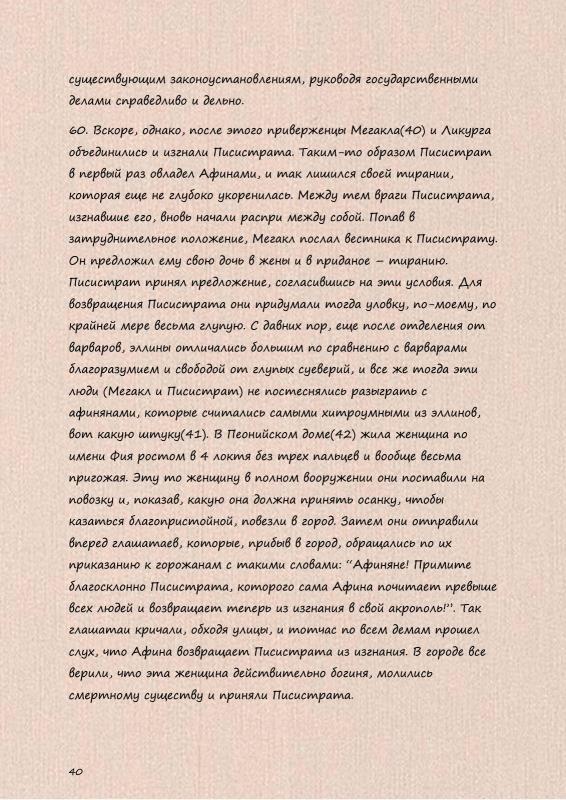 существующим законоустановлениям, руководя государственными
делами справедливо и дельно.
60. Вскоре, однако, после этого приверженцы Мегакла(40) и Ликурга
объединились и изгнали Писистрата. Таким-то образом Писистрат
в первый раз овладел Афинами, и так лишился своей тирании,
которая еще не глубоко укоренилась. Между тем враги Писистрата,
изгнавшие его, вновь начали распри между собой. Попав в
затруднительное положение, Мегакл послал вестника к Писистрату.
Он предложил ему свою дочь в жены и в приданое – тиранию.
Писистрат принял предложение, согласившись на эти условия. Для
возвращения Писистрата они придумали тогда уловку, по-моему, по
крайней мере весьма глупую. С давних пор, еще после отделения от
варваров, эллины отличались большим по сравнению с варварами
благоразумием и свободой от глупых суеверий, и все же тогда эти
люди (Мегакл и Писистрат) не постеснялись разыграть с
афинянами, которые считались самыми хитроумными из эллинов,
вот какую штуку(41). В Пеонийском доме(42) жила женщина по
имени Фия ростом в 4 локтя без трех пальцев и вообще весьма
пригожая. Эту то женщину в полном вооружении они поставили на
повозку и, показав, какую она должна принять осанку, чтобы
казаться благопристойной, повезли в город. Затем они отправили
вперед глашатаев, которые, прибыв в город, обращались по их
приказанию к горожанам с такими словами: “Афиняне! Примите
благосклонно Писистрата, которого сама Афина почитает превыше
всех людей и возвращает теперь из изгнания в свой акрополь!”. Так
глашатаи кричали, обходя улицы, и тотчас по всем демам прошел
слух, что Афина возвращает Писистрата из изгнания. В городе все
верили, что эта женщина действительно богиня, молились
смертному существу и приняли Писистрата.
40